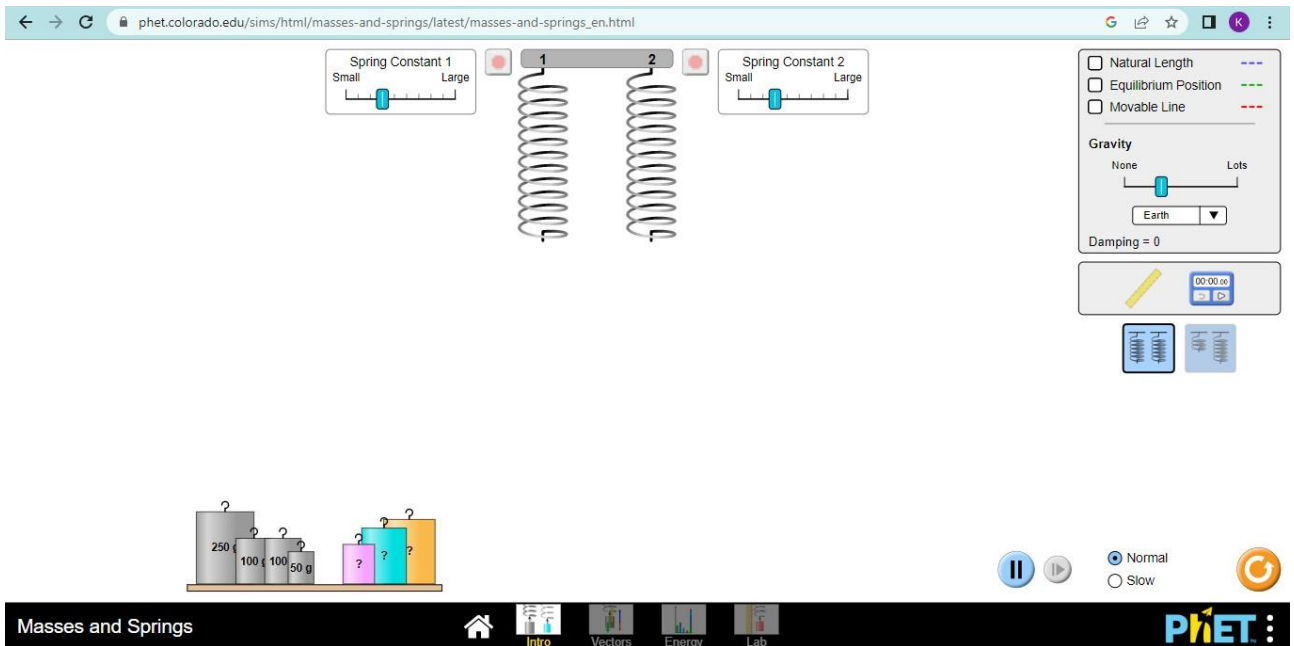 phet.colorado.edu/sims/html/masses-and-springs/latest/masses-and-springs_en.html
G
K
Spring Constant 1
Small Large
1 2
Spring Constant 2
Small Large
Natural Length
Equilibrium Position
Movable Line
Gravity
None Lots
Earth
Damping = 0
00:00.00
250 g
100 g
100
50 g
?
?
?
Normal
Slow
Masses and Springs
Intro Vectors Energy Lab
PhET